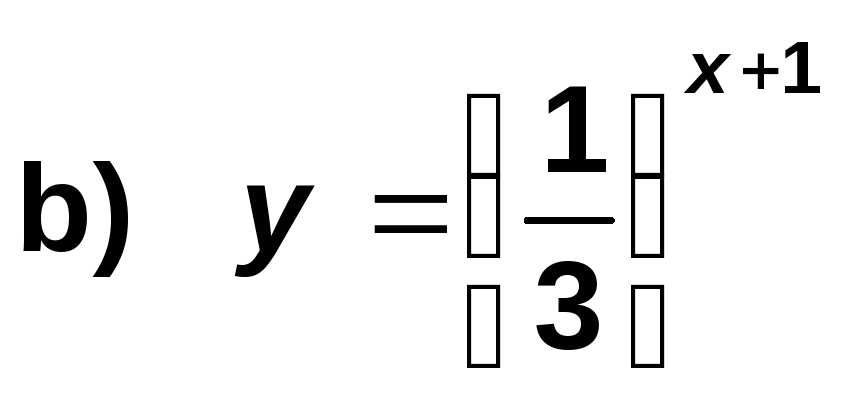 b) y = (1/3)^{x+1}